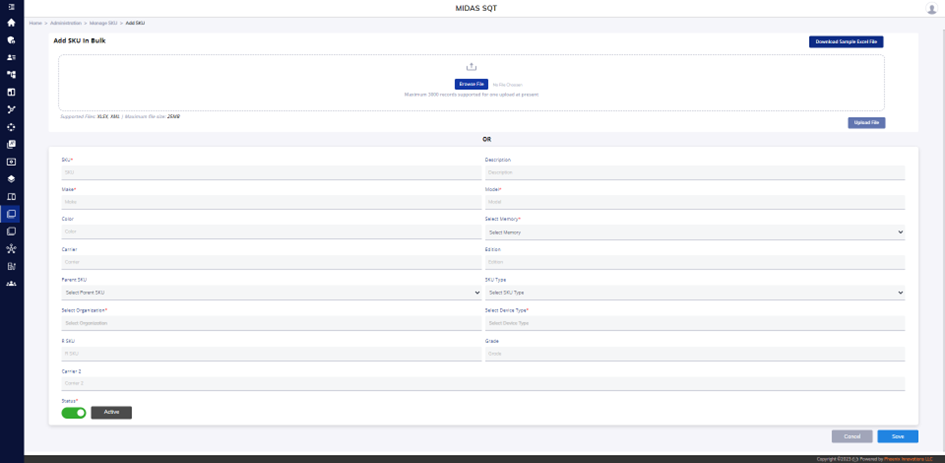 MIDAS SQT
Home > Administration > Manage SKU > Add SKU
Add SKU In Bulk
Download Sample Excel File
Browse File No File Chosen
Maximum 3000 records supported for one upload at present
Supported Files: XLSX, XML | Maximum file size: 25MB
Upload File
OR
SKU* Description
SKU Description
Make* Model*
Make Model
Color Select Memory*
Color Select Memory
Carrier Edition
Carrier Edition
Parent SKU SKU Type
Select Parent SKU Select SKU Type
Select Organization* Select Device Type*
Select Organization Select Device Type
R SKU Grade
R SKU Grade
Carrier 2
Carrier 2
Status*
Active
Cancel Save
Powered by Phoenix Innovations LLC